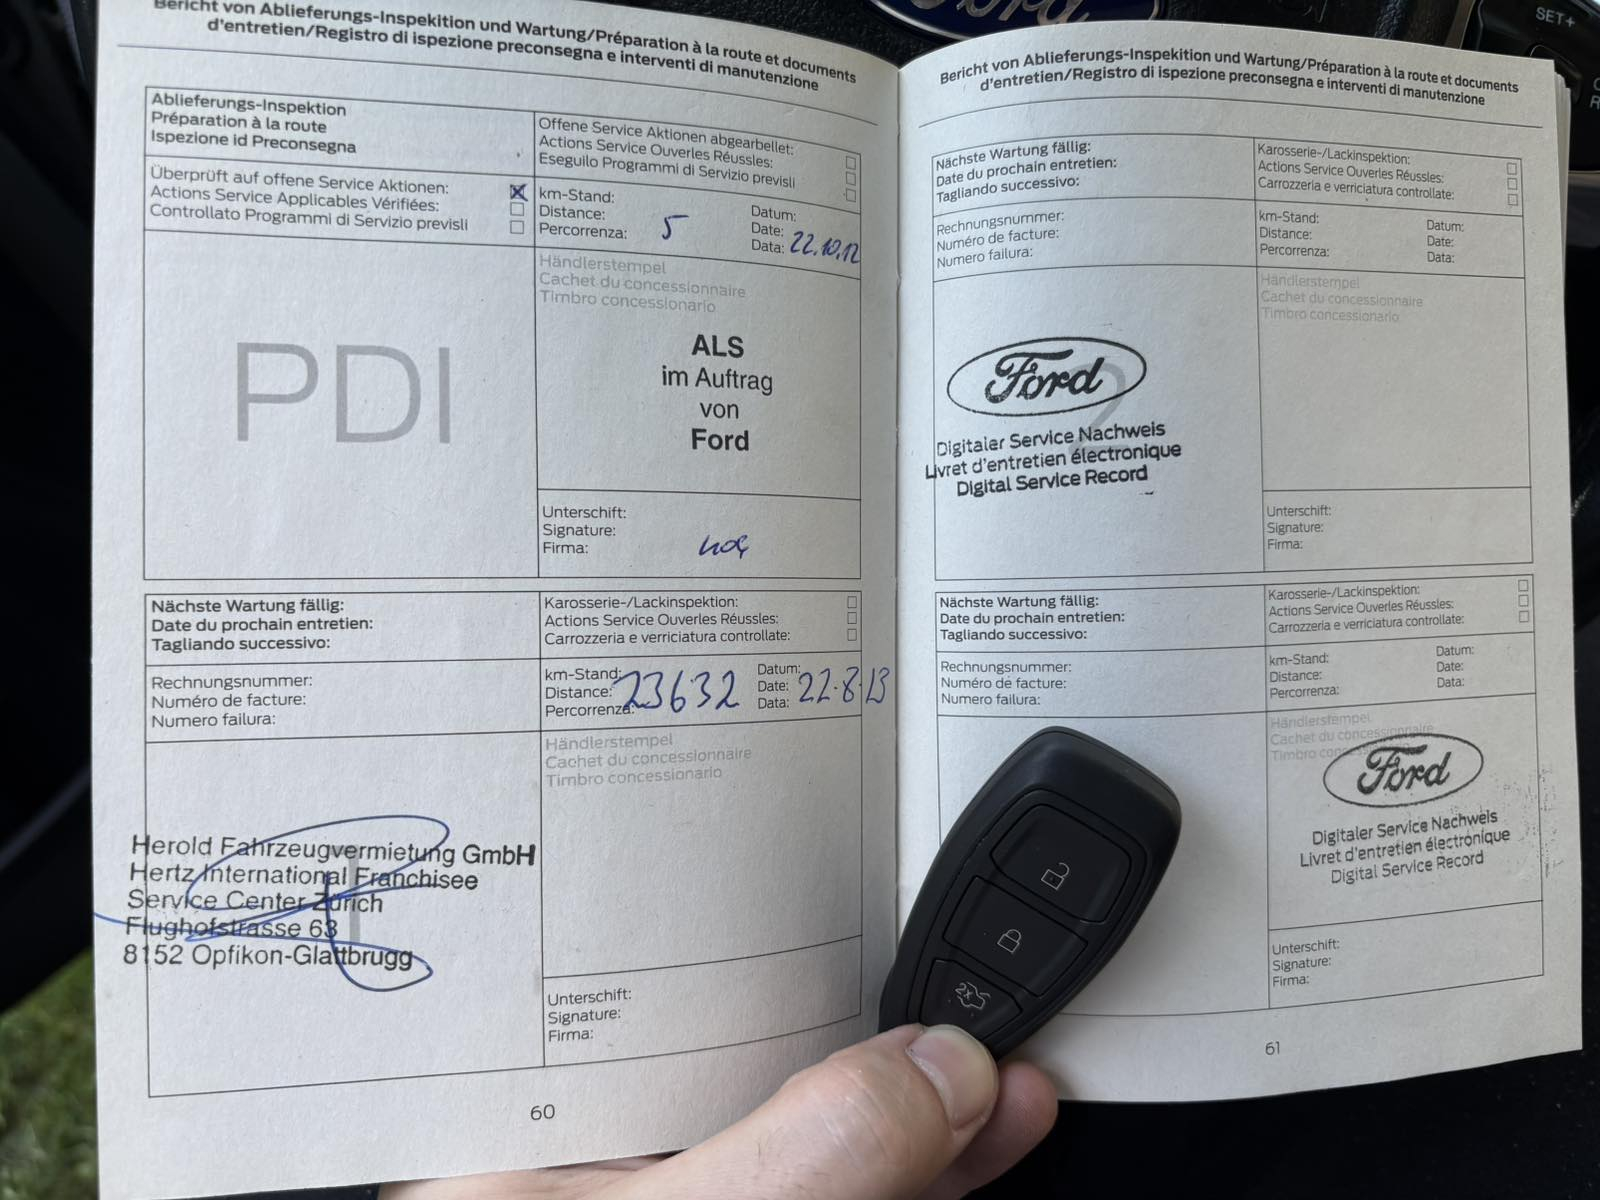 Ford
SET+
Bericht von Ablieferungs-Inspekition und Wartung/Préparation à la route et documents
d'entretien/Registro di ispezione preconsegna e interventi di manutenzione
Ablieferungs-Inspektion
Préparation à la route
Ispezione id Preconsegna
Offene Service Aktionen abgearbellet:
Actions Service Ouverles Réussles:
Eseguilo Programmi di Servizio previsli
Überprüft auf offene Service Aktionen:
Actions Service Applicables Vérifiées:
Controllato Programmi di Servizio previsli
km-Stand:
Distance:
Percorrenza: 5
Datum:
Date:
Data: 22.10.12
PDI
Händlerstempel
Cachet du concessionnaire
Timbro concessionario
ALS
im Auftrag
von
Ford
Unterschift:
Signature:
Firma:
Nächste Wartung fällig:
Date du prochain entretien:
Tagliando successivo:
Karosserie-/Lackinspektion:
Actions Service Ouverles Réussles:
Carrozzeria e verriciatura controllate:
Rechnungsnummer:
Numéro de facture:
Numero failura:
km-Stand:
Distance: 23632
Percorrenza:
Datum:
Date: 22.8.13
Data:
1
Herold Fahrzeugvermietung GmbH
Hertz International Franchisee
Service Center Zürich
Flughofstrasse 63
8152 Opfikon-Glattbrugg
Händlerstempel
Cachet du concessionnaire
Timbro concessionario
Unterschift:
Signature:
Firma:
60
Bericht von Ablieferungs-Inspekition und Wartung/Préparation à la route et documents
d'entretien/Registro di ispezione preconsegna e interventi di manutenzione
Nächste Wartung fällig:
Date du prochain entretien:
Tagliando successivo:
Karosserie-/Lackinspektion:
Actions Service Ouverles Réussles:
Carrozzeria e verriciatura controllate:
Rechnungsnummer:
Numéro de facture:
Numero failura:
km-Stand:
Distance:
Percorrenza:
Datum:
Date:
Data:
2
Ford
Digitaler Service Nachweis
Livret d'entretien électronique
Digital Service Record
Händlerstempel
Cachet du concessionnaire
Timbro concessionario
Unterschrift:
Signature:
Firma:
Nächste Wartung fällig:
Date du prochain entretien:
Tagliando successivo:
Karosserie-/Lackinspektion:
Actions Service Ouverles Réussles:
Carrozzeria e verriciatura controllate:
Rechnungsnummer:
Numéro de facture:
Numero failura:
km-Stand:
Distance:
Percorrenza:
Datum:
Date:
Data:
Händlerstempel
Cachet du concessionnaire
Timbro
Ford
Digitaler Service Nachweis
Livret d'entretien électronique
Digital Service Record
Unterschift:
Signature:
Firma:
2x
61